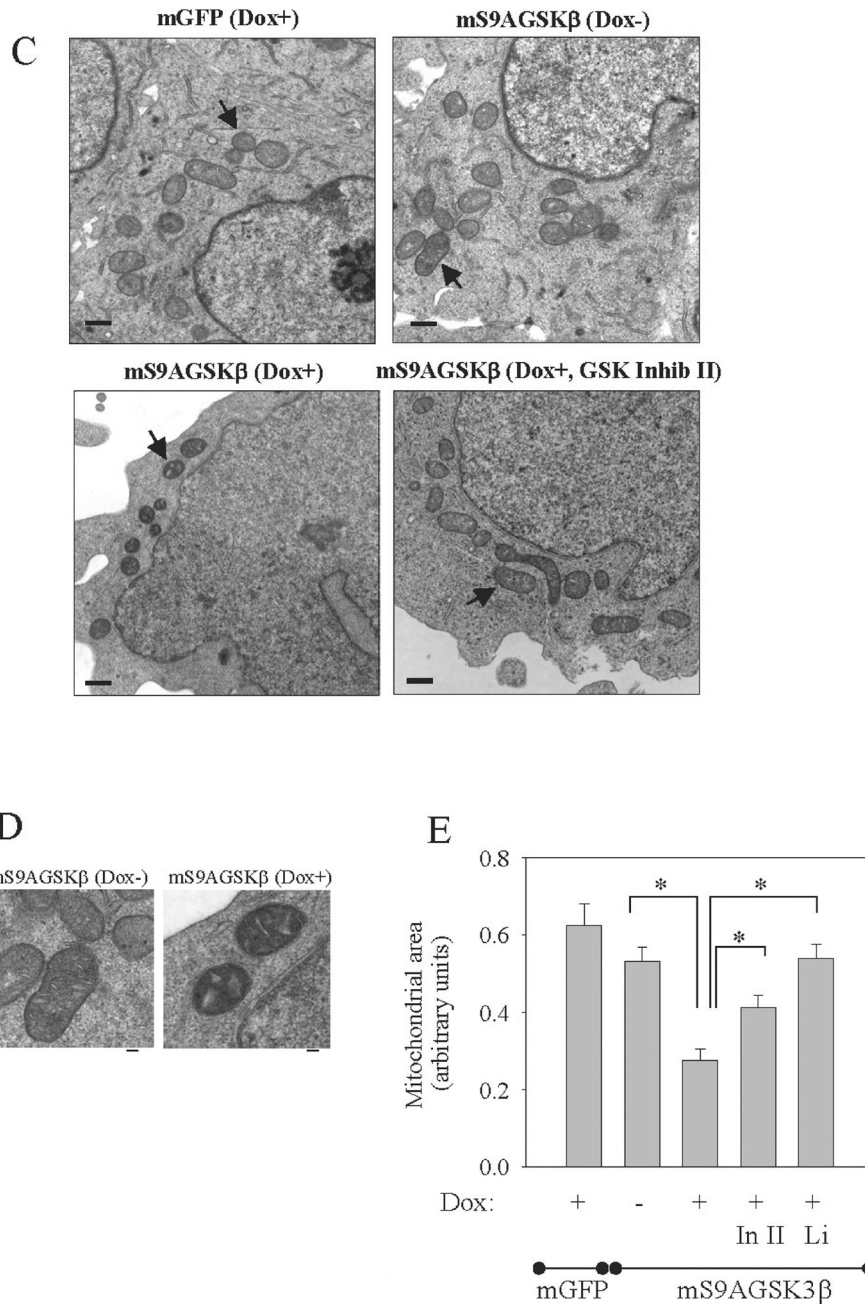 C
mGFP (Dox+)
mS9AGSKβ (Dox-)
mS9AGSKβ (Dox+)
mS9AGSKβ (Dox+, GSK Inhib II)
D
mS9AGSKβ (Dox-)
mS9AGSKβ (Dox+)
E
Mitochondrial area
(arbitrary units)
0.8
0.6
0.4
0.2
0.0
* * *
Dox: + - + + +
In II Li
mGFP mS9AGSK3β